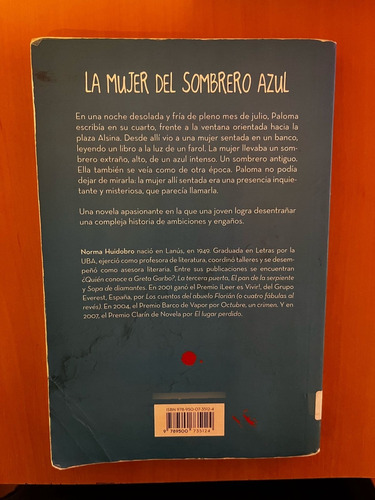 LA MUJER DEL SOMBRERO AZUL
En una noche desolada y fría de pleno mes de julio, Paloma
escribía en su cuarto, frente a la ventana orientada hacia la
plaza Alsina. Desde allí vio a una mujer sentada en un banco,
leyendo un libro a la luz de un farol. La mujer llevaba un som-
brero extraño, alto, de un azul intenso. Un sombrero antiguo.
Ella también se veía como de otra época. Paloma no podía
dejar de mirarla: la mujer allí sentada era una presencia inquie-
tante y misteriosa, que parecía llamarla.
Una novela apasionante en la que una joven logra desentrañar
una compleja historia de ambiciones y engaños.
Norma Huidobro nació en Lanús, en 1949. Graduada en Letras por la
UBA, ejerció como profesora de literatura, coordinó talleres y se desem-
peñó como asesora literaria. Entre sus publicaciones se encuentran
¿Quién conoce a Greta Garbo?, La tercera puerta, El pan de la serpiente
y Sopa de diamantes. En 2001 ganó el Premio ¡Leer es Vivir!, del Grupo
Everest, España, por Los cuentos del abuelo Florián (o cuatro fábulas al
revés). En 2004, el Premio Barco de Vapor por Octubre, un crimen. Y en
2007, el Premio Clarín de Novela por El lugar perdido.
ISBN 978-950-07-3512-4
9 789500 735124